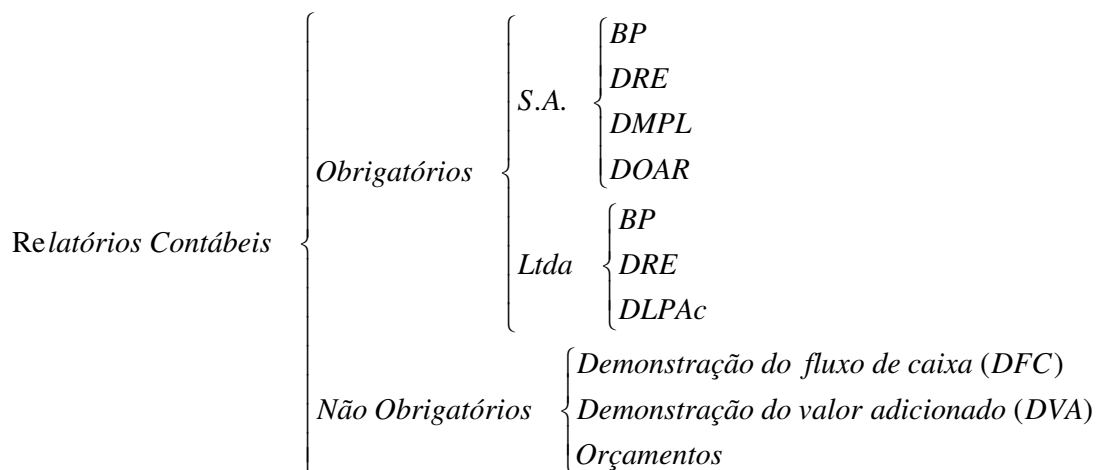 BP
DRE
S.A.
DMPL
DOAR
Obrigatórios
BP
Relatórios Contábeis
Ltda
DRE
DLPAc
Demonstração do fluxo de caixa (DFC)
Não Obrigatórios
Demonstração do valor adicionado (DVA)
Orçamentos